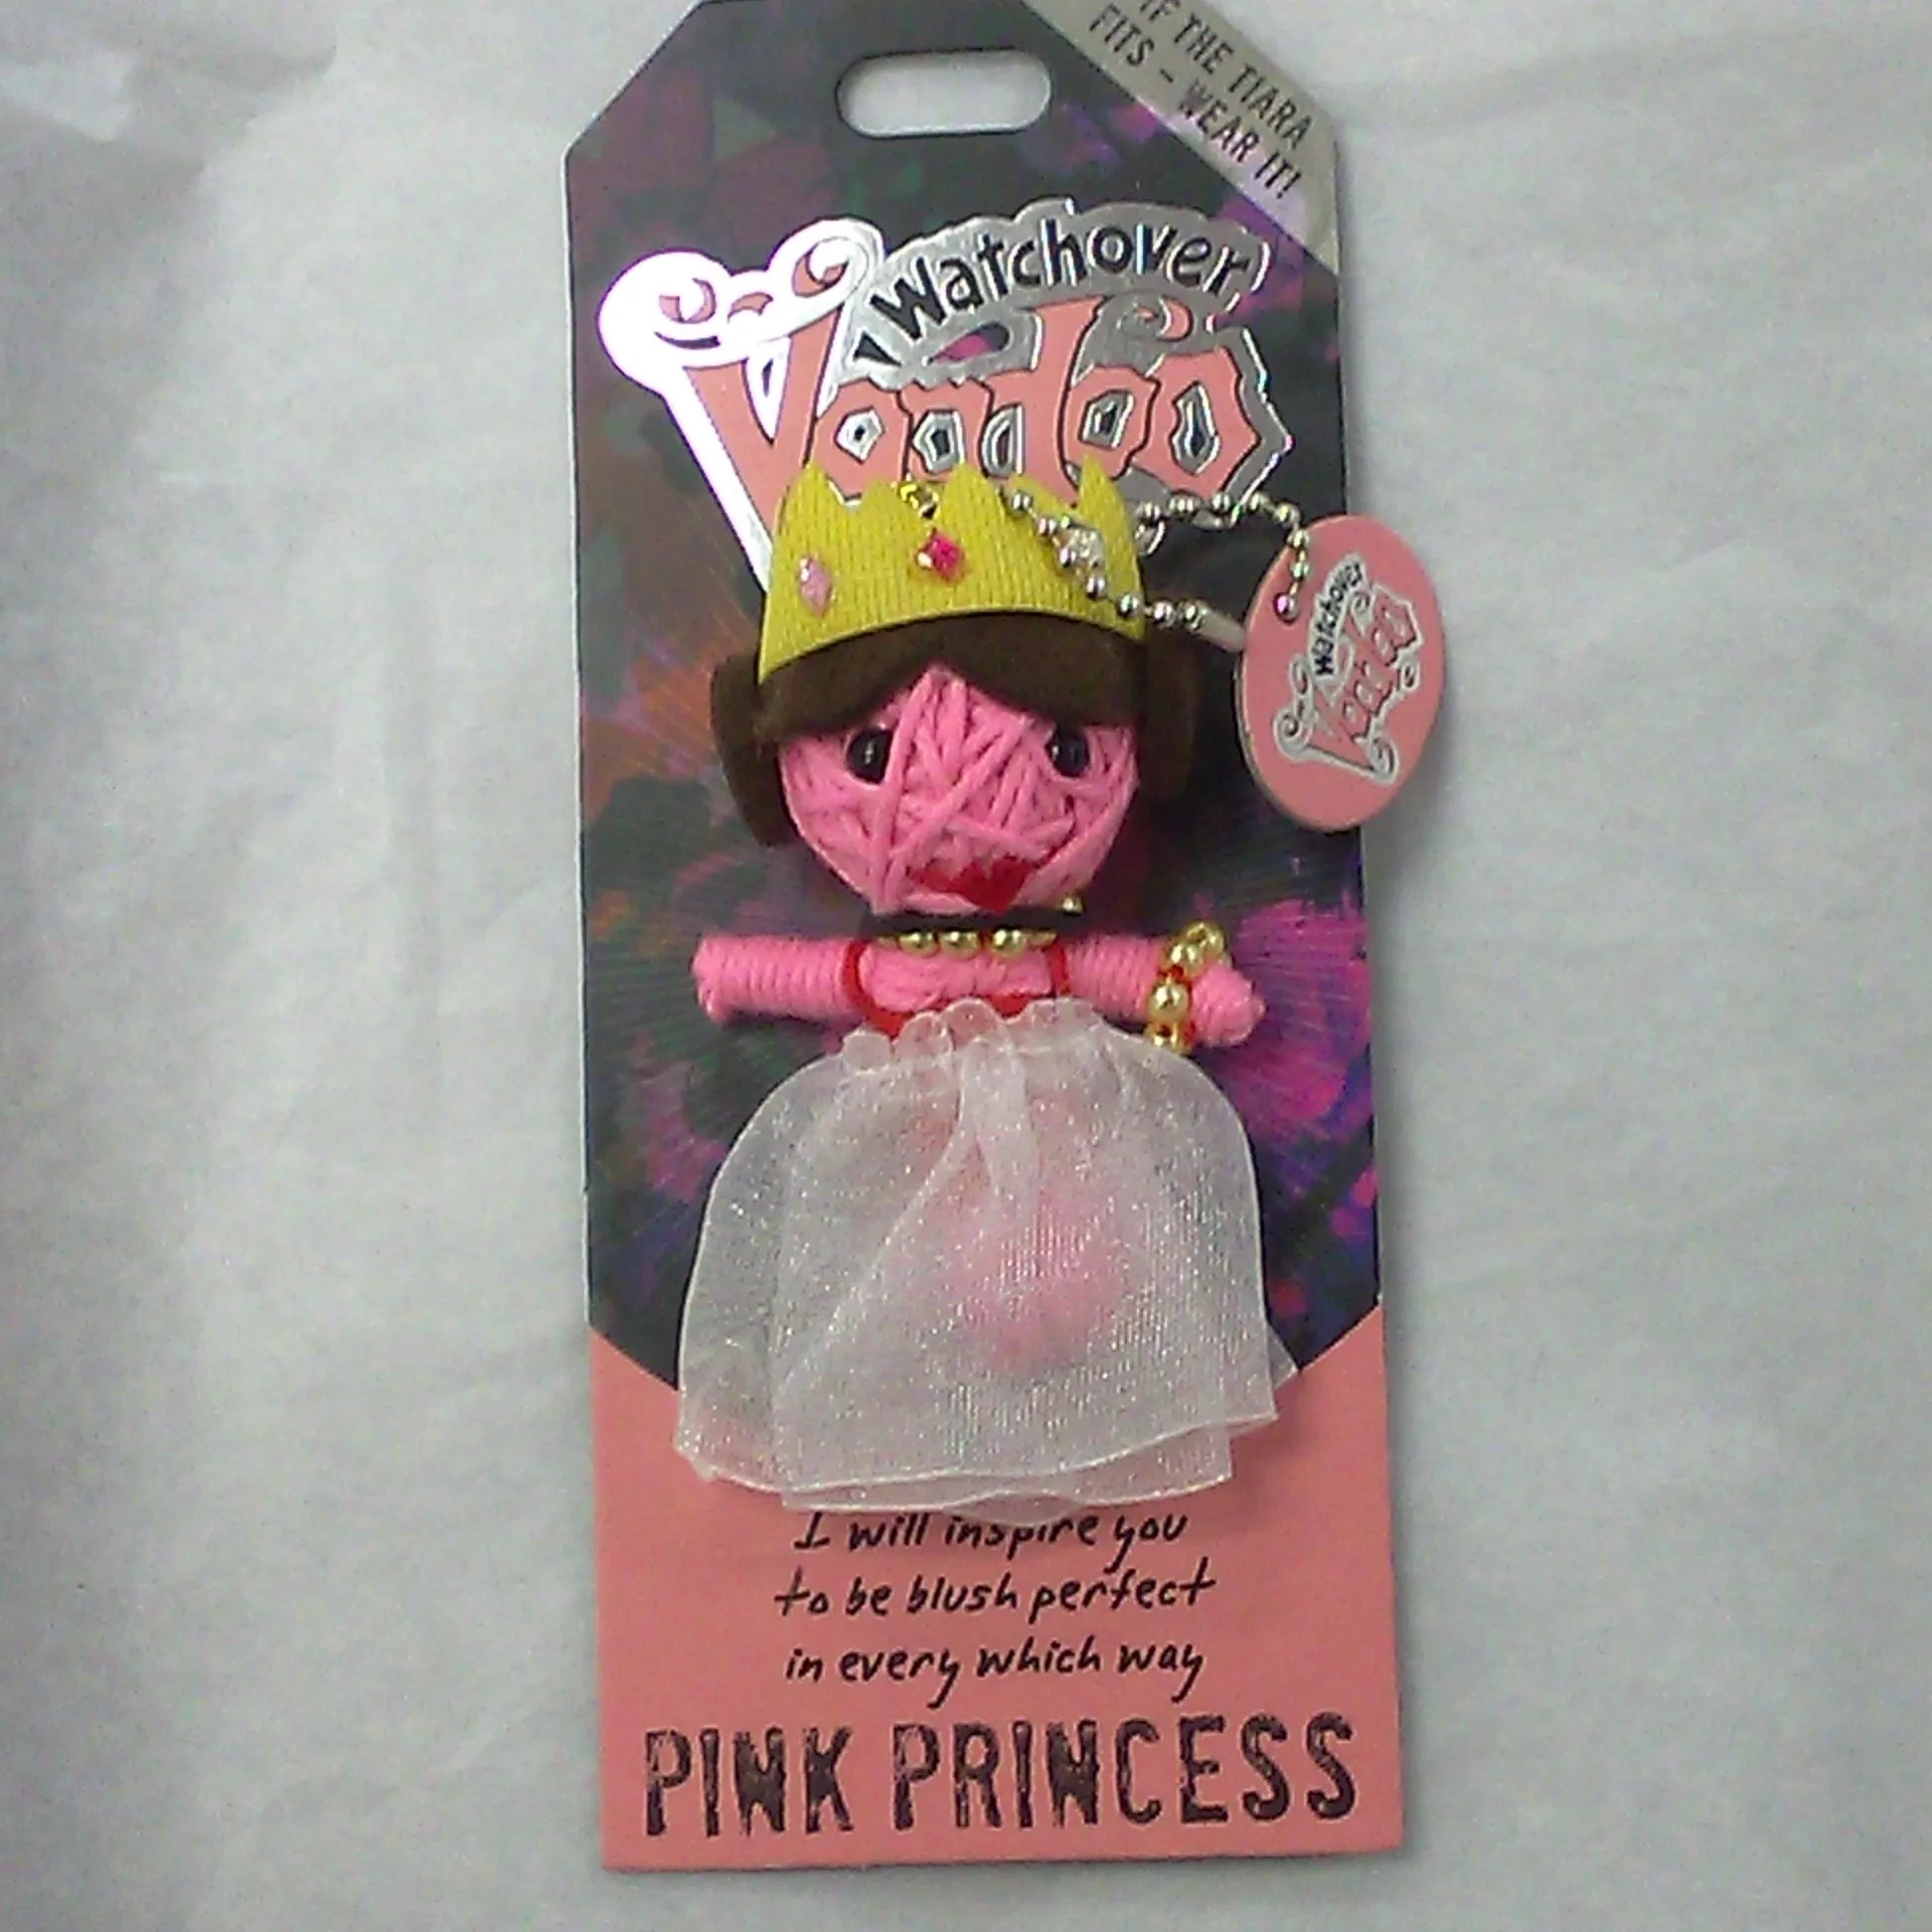 IF THE TIARA
FITS - WEAR IT!
Watchover
Voodoo
Watchover
Voodoo
I will inspire you
to be blush perfect
in every which way
PINK PRINCESS